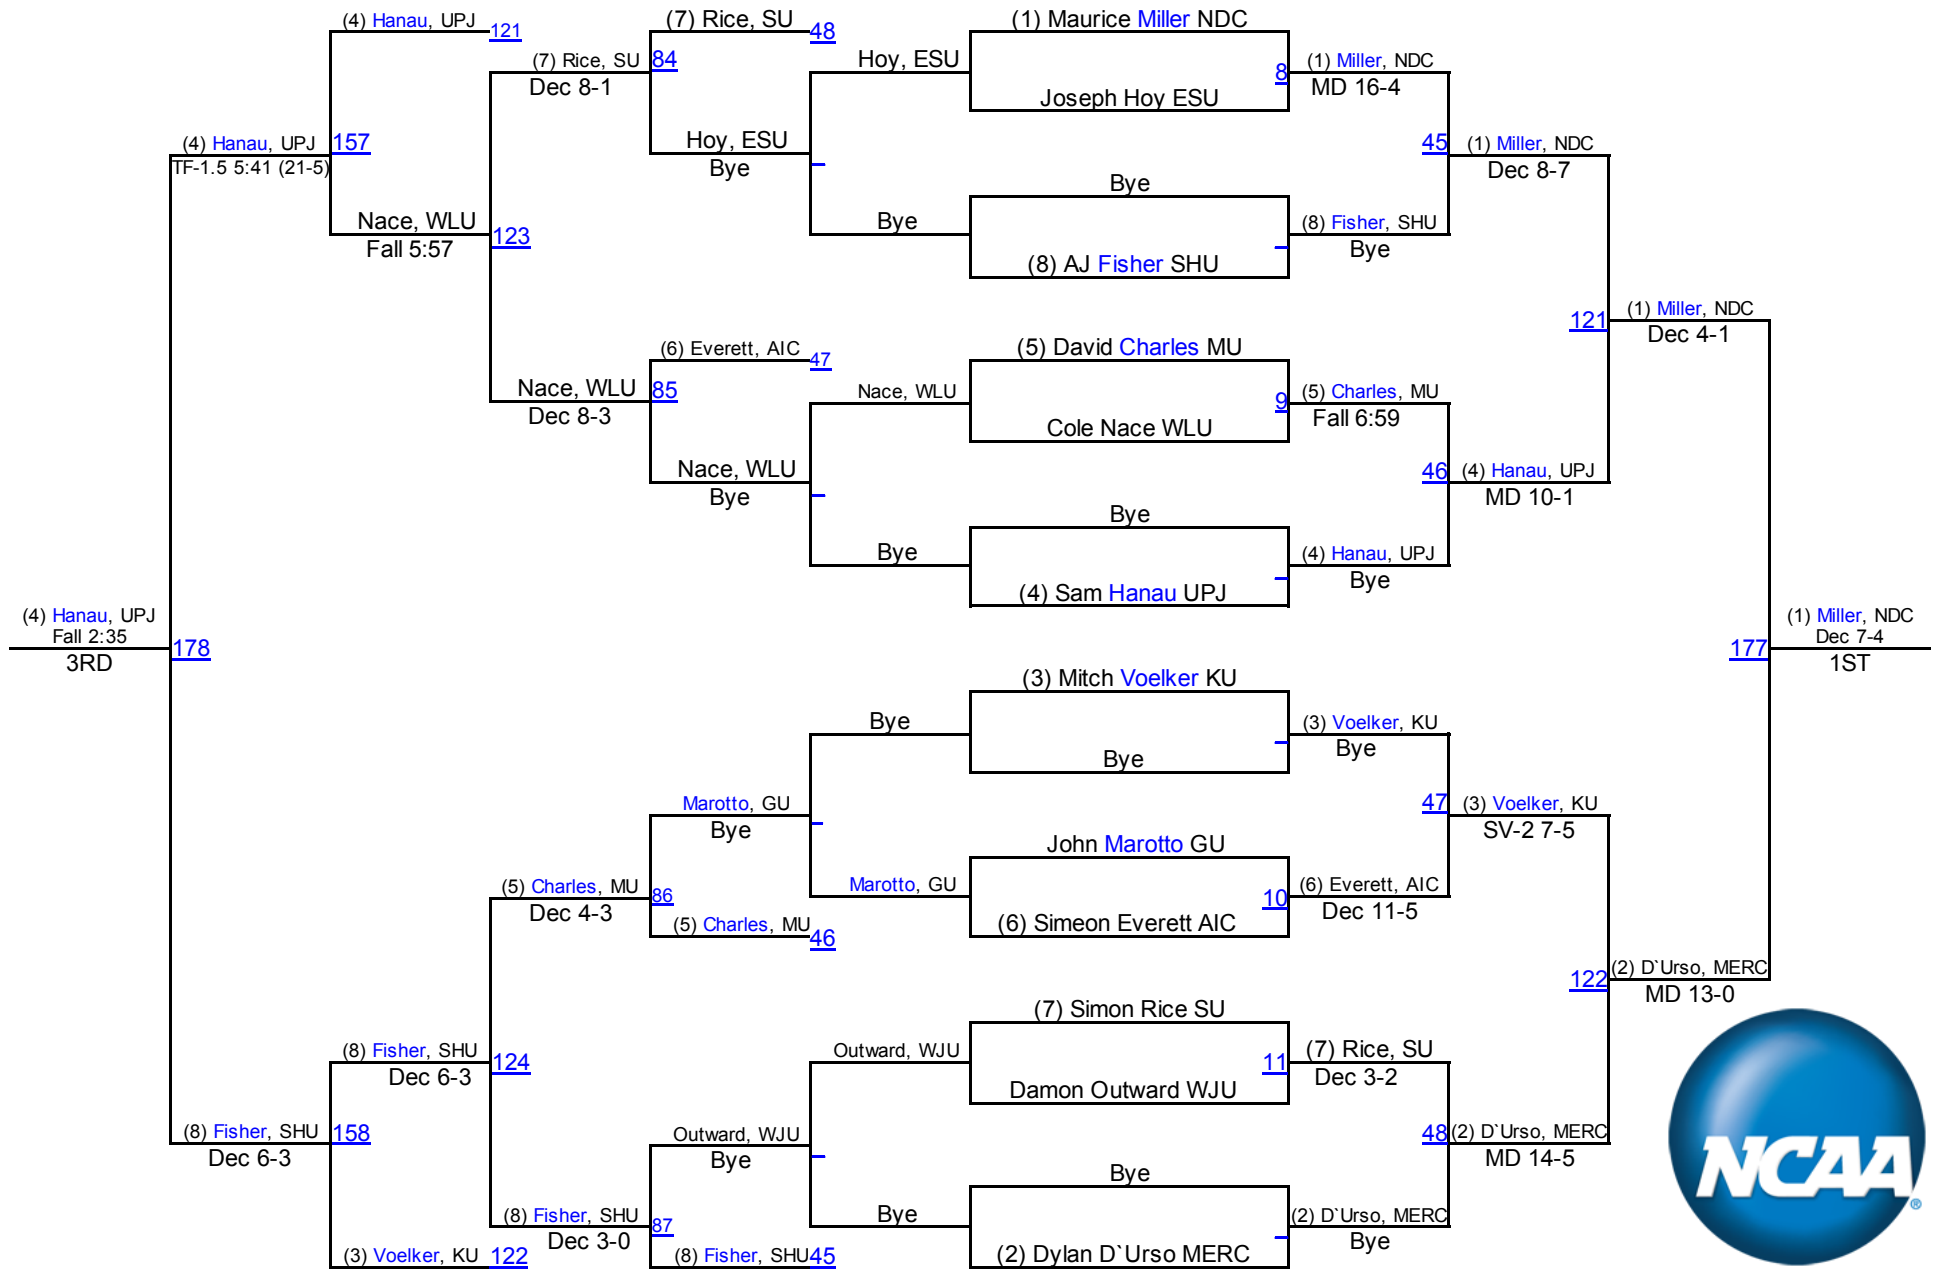 (4) Hanau, UPJ 121
(7) Rice, SU 48
(1) Maurice Miller NDC
(7) Rice, SU 84
Dec 8-1
Hoy, ESU
8
(1) Miller, NDC
MD 16-4
Joseph Hoy ESU
(4) Hanau, UPJ 157
TF-1.5 5:41 (21-5)
Hoy, ESU
Bye
45
(1) Miller, NDC
Dec 8-7
Bye
Nace, WLU
Fall 5:57
123
Bye
(8) Fisher, SHU
Bye
(8) AJ Fisher SHU
121
(1) Miller, NDC
Dec 4-1
(6) Everett, AIC 47
(5) David Charles MU
Nace, WLU 85
Dec 8-3
Nace, WLU
9
(5) Charles, MU
Fall 6:59
Cole Nace WLU
Nace, WLU
Bye
46
(4) Hanau, UPJ
MD 10-1
Bye
Bye
(4) Hanau, UPJ
Bye
(4) Sam Hanau UPJ
(4) Hanau, UPJ
Fall 2:35
3RD
178
177
(1) Miller, NDC
Dec 7-4
1ST
(3) Mitch Voelker KU
Bye
(3) Voelker, KU
Bye
Bye
Marotto, GU
Bye
47
(3) Voelker, KU
SV-2 7-5
John Marotto GU
(5) Charles, MU 86
Dec 4-3
Marotto, GU
10
(6) Everett, AIC
Dec 11-5
(5) Charles, MU 46
(6) Simeon Everett AIC
122
(2) D`Urso, MERC
MD 13-0
(7) Simon Rice SU
(8) Fisher, SHU 124
Dec 6-3
Outward, WJU
11
(7) Rice, SU
Dec 3-2
Damon Outward WJU
(8) Fisher, SHU 158
Dec 6-3
Outward, WJU
Bye
48
(2) D`Urso, MERC
MD 14-5
Bye
(8) Fisher, SHU 87
Dec 3-0
Bye
(2) D`Urso, MERC
Bye
(3) Voelker, KU 122
(8) Fisher, SHU 45
(2) Dylan D`Urso MERC
NCAA®